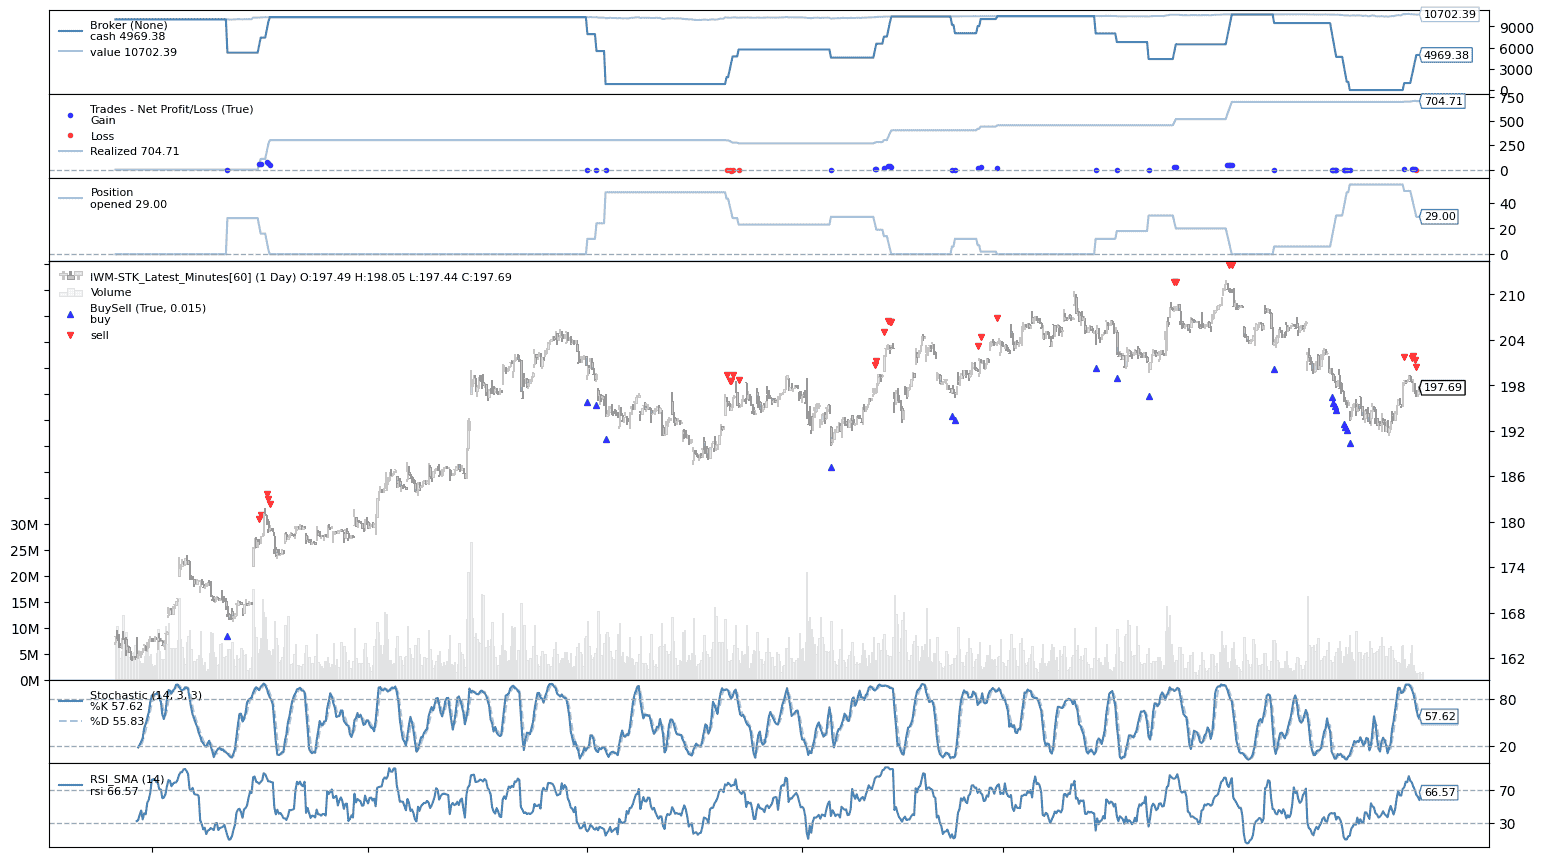 Broker (None)
cash 4969.38
value 10702.39
10702.39
9000
6000
4969.38
3000
0
Trades - Net Profit/Loss (True)
Gain
Loss
Realized 704.71
750
704.71
500
250
0
Position
opened 29.00
40
29.00
20
0
IWM-STK_Latest_Minutes[60] (1 Day) O:197.49 H:198.05 L:197.44 C:197.69
Volume
BuySell (True, 0.015)
buy
sell
210
204
198
197.69
192
186
180
174
168
162
30M
25M
20M
15M
10M
5M
0M
Stochastic (14, 3, 3)
%K 57.62
%D 55.83
80
57.62
20
RSI_SMA (14)
rsi 66.57
70
66.57
30